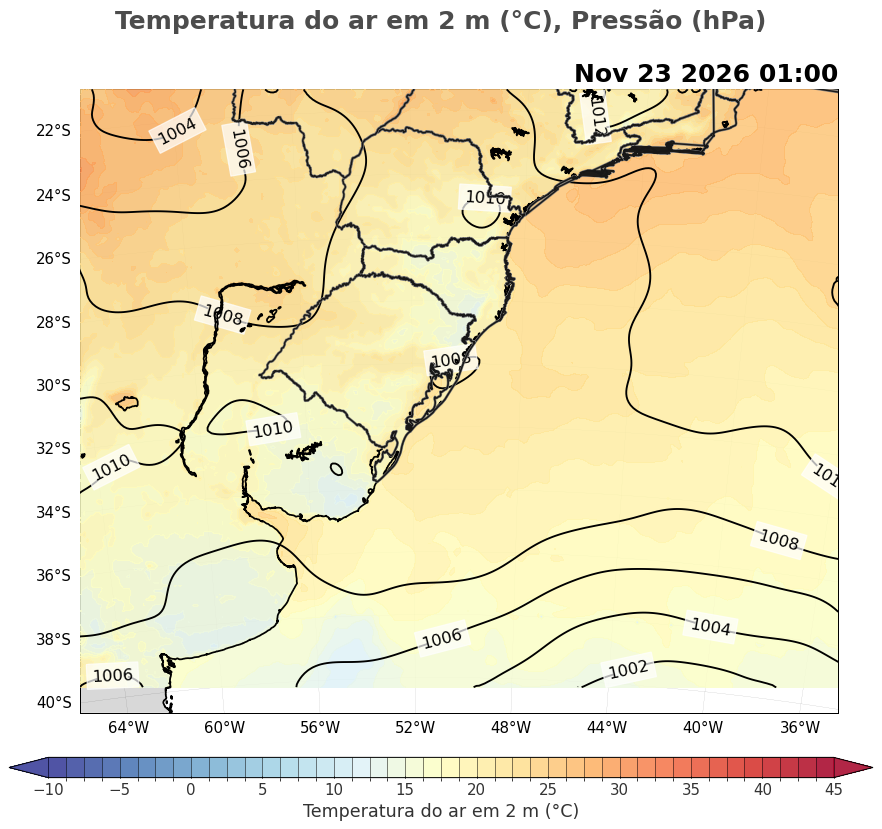 Temperatura do ar em 2 m (°C), Pressão (hPa)
Nov 23 2026 01:00
1004
1006
1012
22°S
24°S
1010
26°S
28°S
1008
1008
30°S
1010
1010
32°S
34°S
1008
36°S
1006
1004
38°S
1006
1002
40°S
64°W 60°W 56°W 52°W 48°W 44°W 40°W 36°W
−10 −5 0 5 10 15 20 25 30 35 40 45
Temperatura do ar em 2 m (°C)